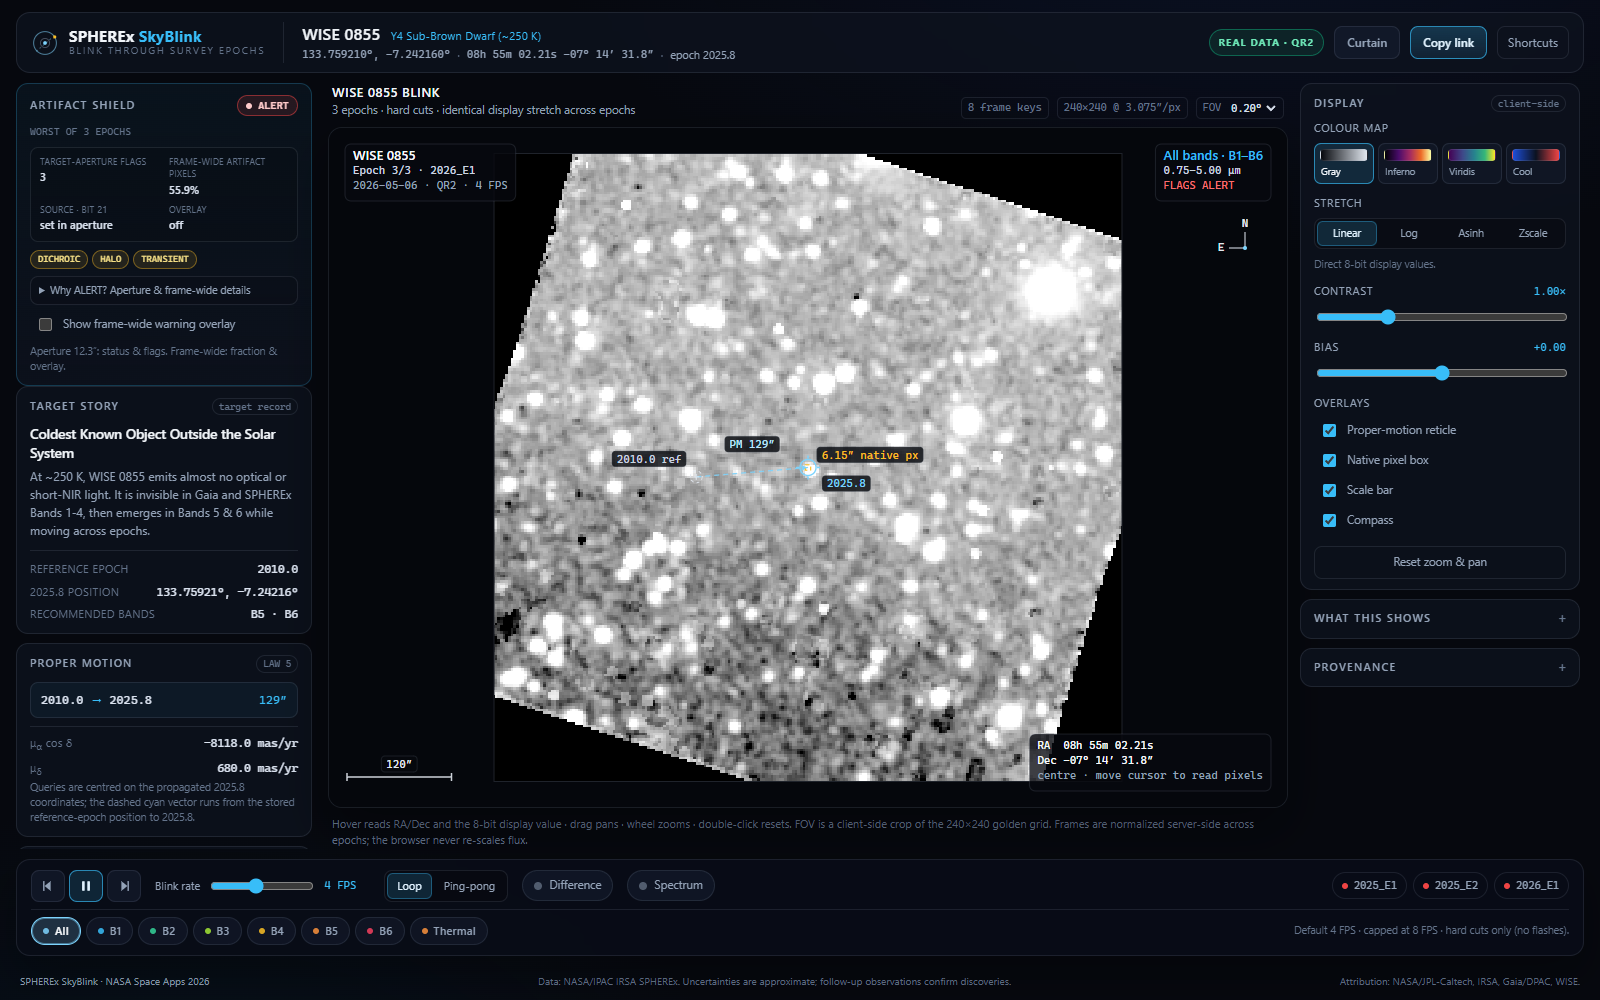 SPHEREx SkyBlink
BLINK THROUGH SURVEY EPOCHS
WISE 0855 Y4 Sub-Brown Dwarf (~250 K)
133.759210°, −7.242160° · 08h 55m 02.21s −07° 14′ 31.8″ · epoch 2025.8
REAL DATA · QR2
Curtain
Copy link
Shortcuts
ARTIFACT SHIELD
ALERT
WORST OF 3 EPOCHS
TARGET-APERTURE FLAGS
3
FRAME-WIDE ARTIFACT PIXELS
55.9%
SOURCE · BIT 21
set in aperture
OVERLAY
off
DICHROIC HALO TRANSIENT
▶ Why ALERT? Aperture & frame-wide details
Show frame-wide warning overlay
Aperture 12.3″: status & flags. Frame-wide: fraction &
overlay.
TARGET STORY
target record
Coldest Known Object Outside the Solar
System
At ~250 K, WISE 0855 emits almost no optical or
short-NIR light. It is invisible in Gaia and SPHEREx
Bands 1-4, then emerges in Bands 5 & 6 while
moving across epochs.
REFERENCE EPOCH 2010.0
2025.8 POSITION 133.75921°, −7.24216°
RECOMMENDED BANDS B5 · B6
PROPER MOTION
LAW 5
2010.0 → 2025.8 129″
μα cos δ −8118.0 mas/yr
μδ 680.0 mas/yr
Queries are centred on the propagated 2025.8
coordinates; the dashed cyan vector runs from the stored
reference-epoch position to 2025.8.
WISE 0855 BLINK
3 epochs · hard cuts · identical display stretch across epochs
8 frame keys
240×240 @ 3.075″/px
FOV 0.20°
WISE 0855
Epoch 3/3 · 2026_E1
2026-05-06 · QR2 · 4 FPS
All bands · B1–B6
0.75–5.00 μm
FLAGS ALERT
N
E
PM 129″
2010.0 ref
6.15″ native px
2025.8
120″
RA 08h 55m 02.21s
Dec −07° 14′ 31.8″
centre · move cursor to read pixels
Hover reads RA/Dec and the 8-bit display value · drag pans · wheel zooms · double-click resets. FOV is a client-side crop of the 240×240 golden grid. Frames are normalized server-side across
epochs; the browser never re-scales flux.
DISPLAY
client-side
COLOUR MAP
Gray Inferno Viridis Cool
STRETCH
Linear Log Asinh Zscale
Direct 8-bit display values.
CONTRAST 1.00×
BIAS +0.00
OVERLAYS
Proper-motion reticle
Native pixel box
Scale bar
Compass
Reset zoom & pan
WHAT THIS SHOWS +
PROVENANCE +
Blink rate 4 FPS
Loop Ping-pong
Difference
Spectrum
2025_E1 2025_E2 2026_E1
All B1 B2 B3 B4 B5 B6 Thermal
Default 4 FPS · capped at 8 FPS · hard cuts only (no flashes).
SPHEREx SkyBlink · NASA Space Apps 2026
Data: NASA/IPAC IRSA SPHEREx. Uncertainties are approximate; follow-up observations confirm discoveries.
Attribution: NASA/JPL-Caltech, IRSA, Gaia/DPAC, WISE.